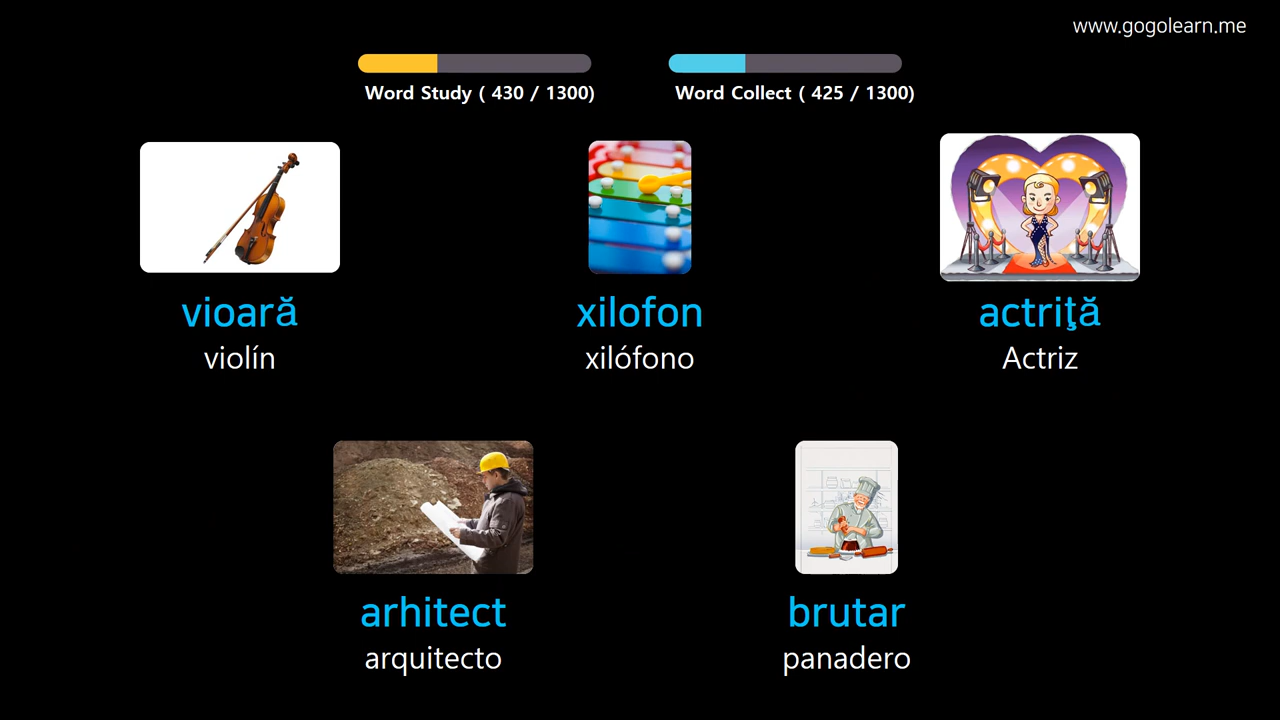 www.gogolearn.me
Word Study ( 430 / 1300)
Word Collect ( 425 / 1300)
vioară
violín
xilofon
xilófono
actriţă
Actriz
arhitect
arquitecto
brutar
panadero